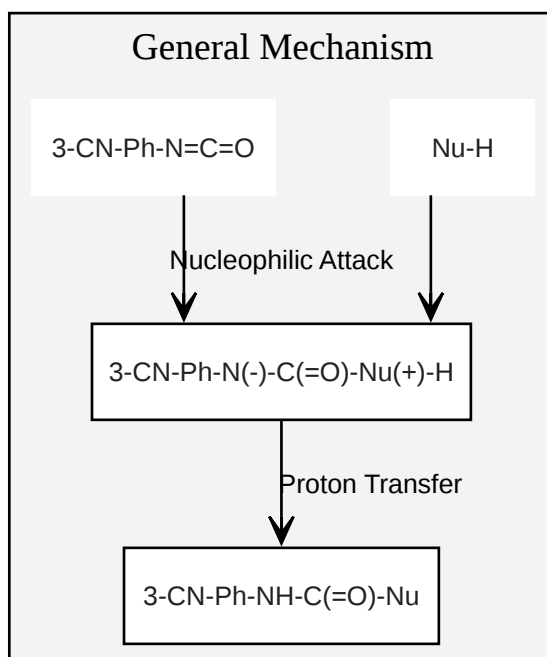 General Mechanism
3-CN-Ph-N=C=O
Nu-H
Nucleophilic Attack
3-CN-Ph-N(-)-C(=O)-Nu(+)-H
Proton Transfer
3-CN-Ph-NH-C(=O)-Nu